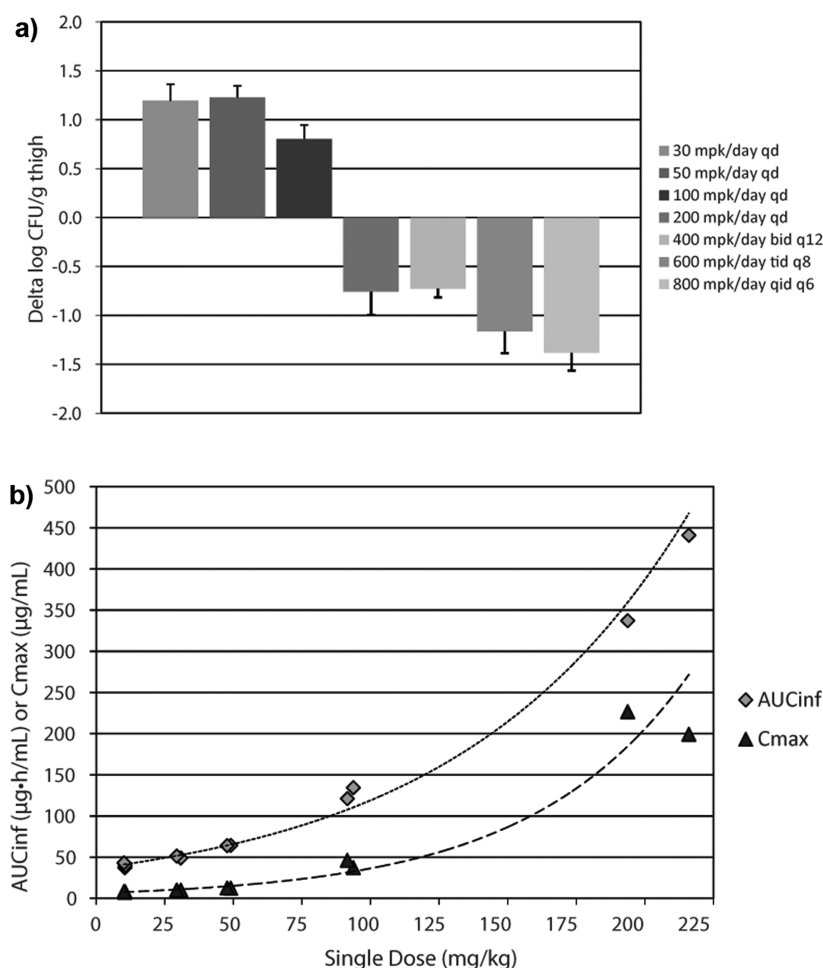 a)
2.0
1.5
1.0
0.5
0.0
-0.5
-1.0
-1.5
-2.0
Delta log CFU/g thigh
30 mpk/day qd
50 mpk/day qd
100 mpk/day qd
200 mpk/day qd
400 mpk/day bid q12
600 mpk/day tid q8
800 mpk/day qid q6
b)
500
450
400
350
300
250
200
150
100
50
0
AUCinf (µg•h/mL) or Cmax (µg/mL)
0 25 50 75 100 125 150 175 200 225
Single Dose (mg/kg)
AUCinf
Cmax